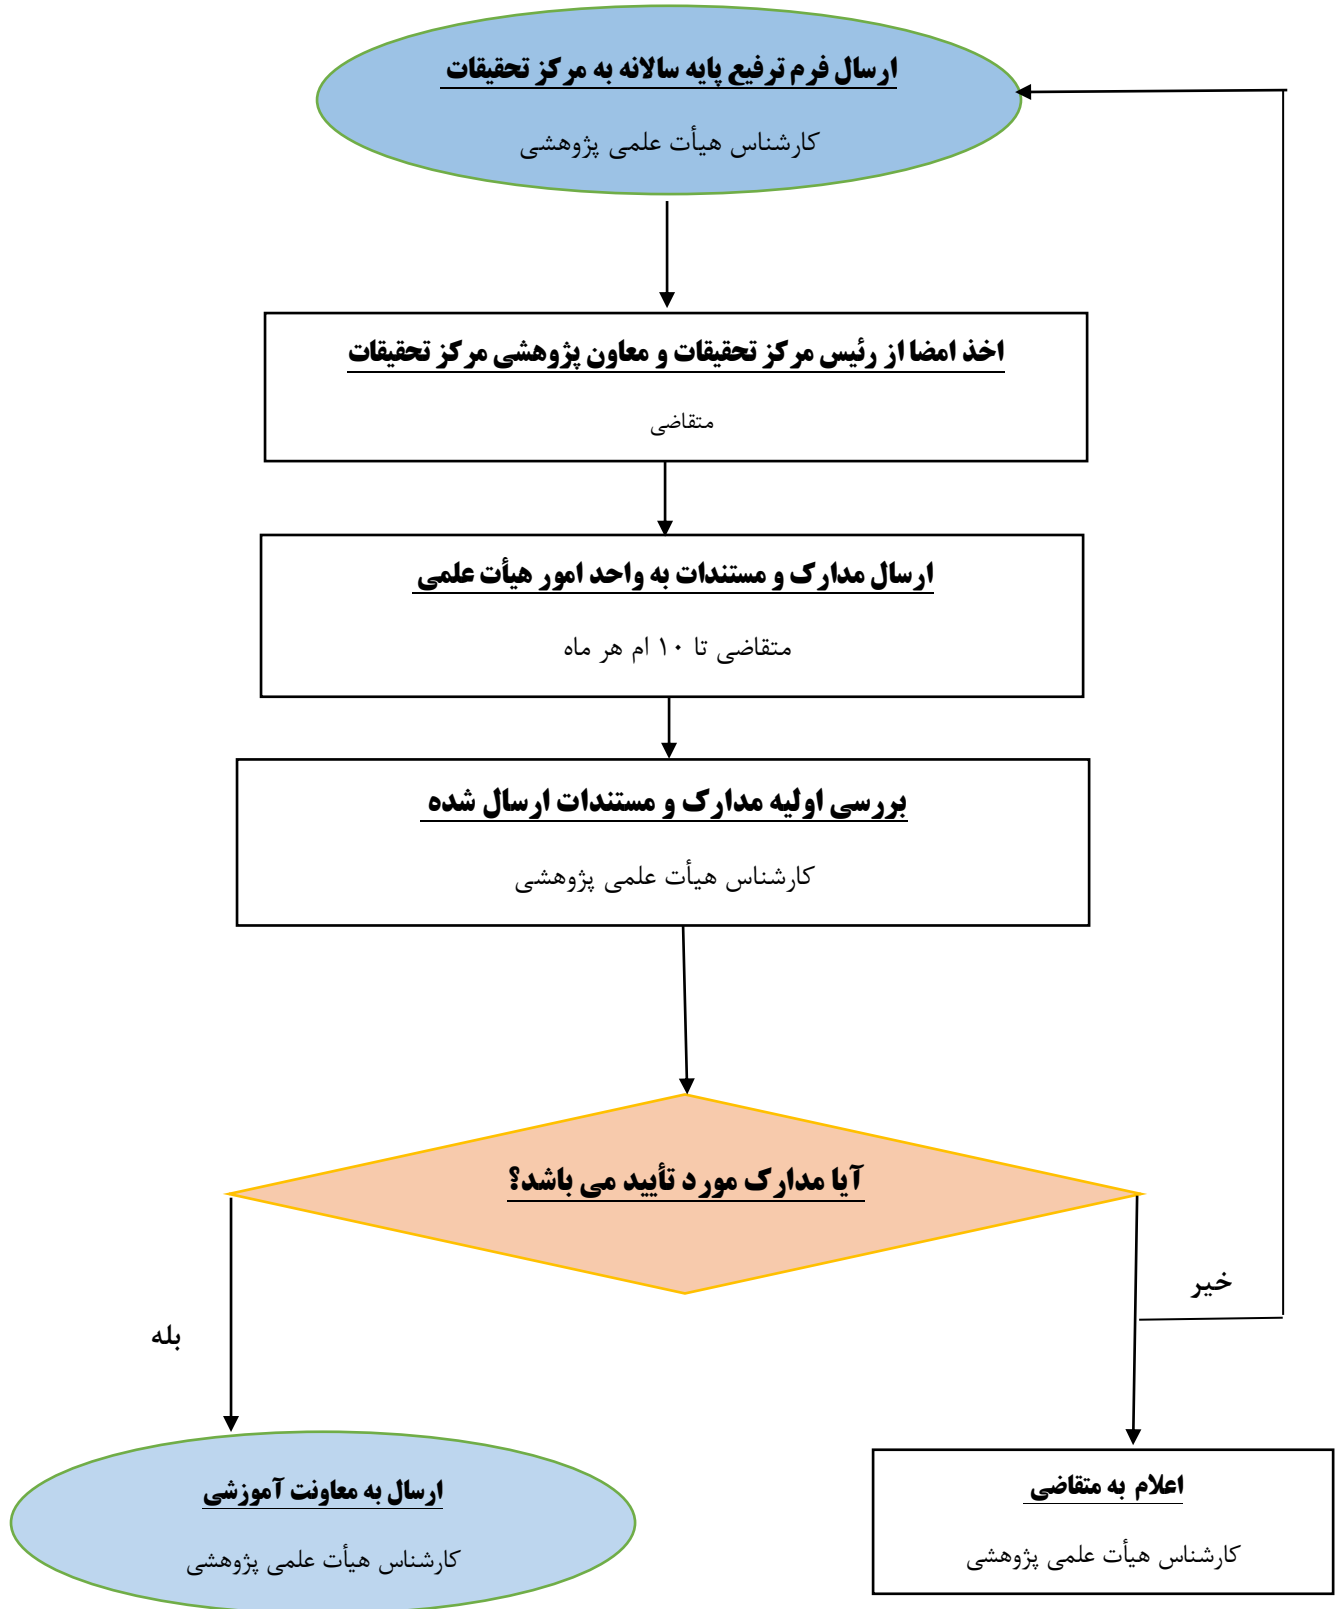 ارسال فرم ترفیع پایه سالانه به مرکز تحقیقات
کارشناس هیأت علمی پژوهشی
اخذ امضا از رئیس مرکز تحقیقات و معاون پژوهشی مرکز تحقیقات
متقاضی
ارسال مدارک و مستندات به واحد امور هیأت علمی
متقاضی تا ۱۰ ام هر ماه
بررسی اولیه مدارک و مستندات ارسال شده
کارشناس هیأت علمی پژوهشی
آیا مدارک مورد تأیید می باشد؟
خیر
بله
اعلام به متقاضی
کارشناس هیأت علمی پژوهشی
ارسال به معاونت آموزشی
کارشناس هیأت علمی پژوهشی